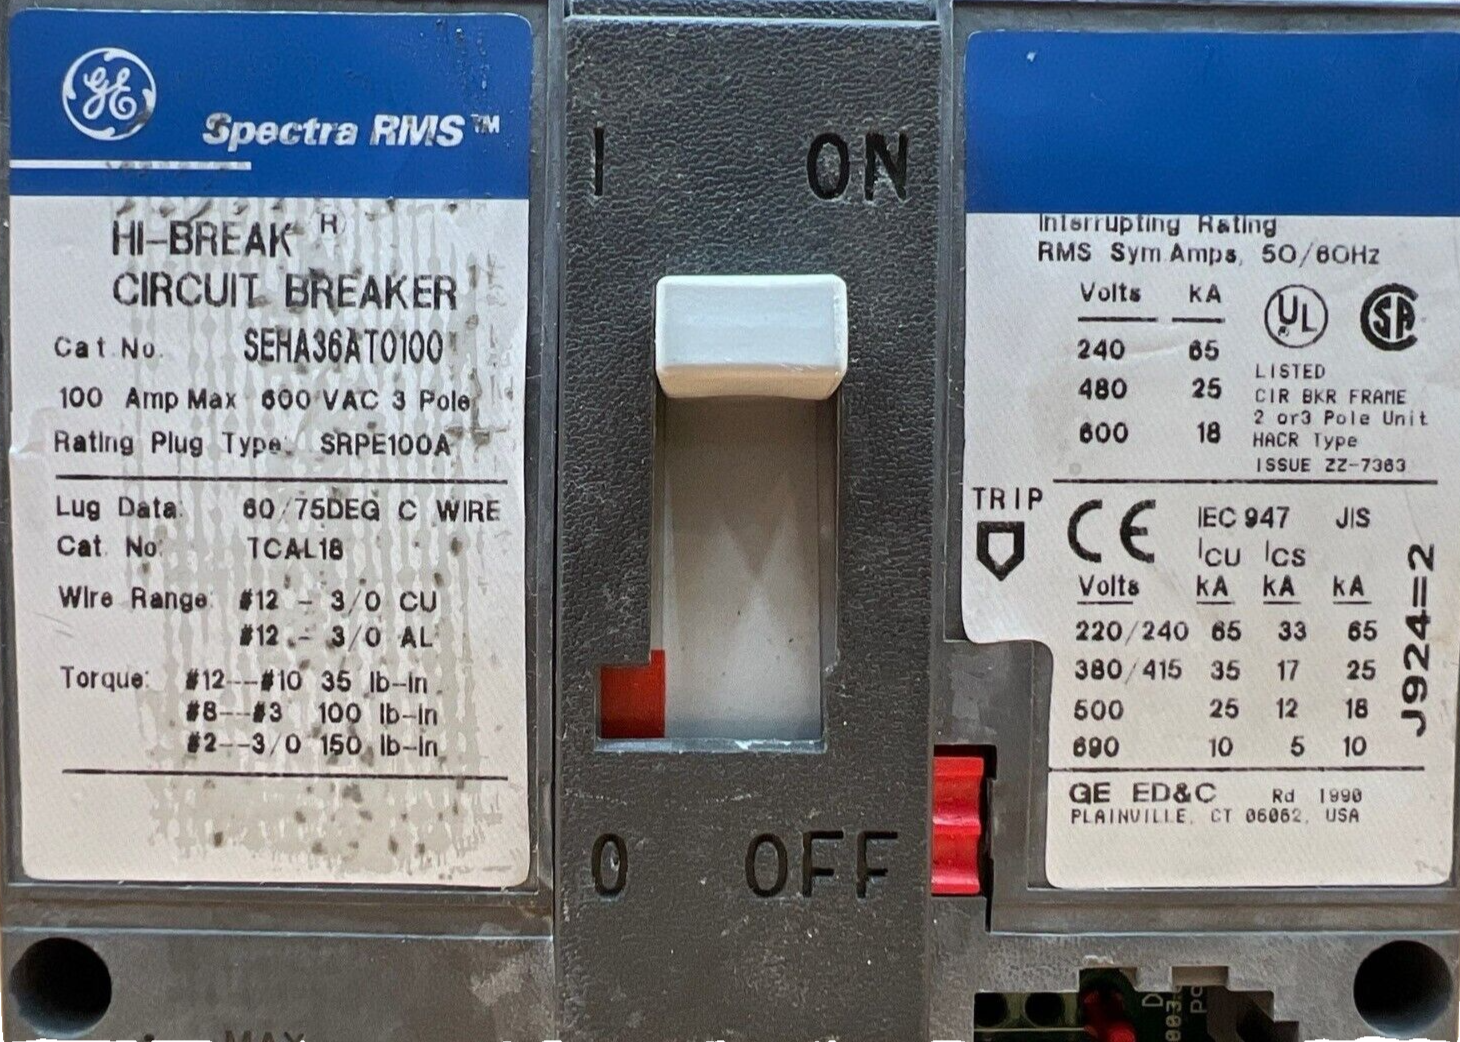 GE
Spectra RMS™
HI-BREAK ®
CIRCUIT BREAKER
Cat. No. SEHA36AT0100
100 Amp Max 600 VAC 3 Pole
Rating Plug Type: SRPE100A
Lug Data: 60/75DEG C WIRE
Cat. No: TCAL18
Wire Range: #12 - 3/0 CU
#12 - 3/0 AL
Torque: #12--#10 35 lb-in
#8--#3 100 lb-in
#2--3/0 150 lb-in
MAX
I ON
O OFF
Interrupting Rating
RMS Sym Amps, 50/60Hz
Volts kA
240 65
480 25
600 18
UL
SA
LISTED
CIR BKR FRAME
2 or3 Pole Unit
HACR Type
ISSUE ZZ-7363
TRIP
CE
IEC 947 JIS
ICU ICS
Volts kA kA kA
220/240 65 33 65
380/415 35 17 25
500 25 12 18
690 10 5 10
J924=2
GE ED&C Rd 1990
PLAINVILLE, CT 06062, USA